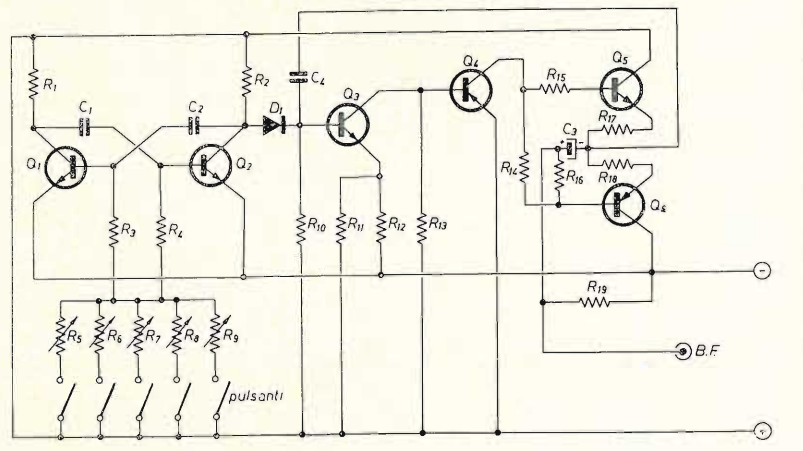 R1
C1
C2
R2
D1
C4
Q3
Q4
R15
Q5
R17
C3
+ -
Q1
Q2
R14
R16
R18
Q6
R3
R4
R10
R11
R12
R13
-
R19
R5
R6
R7
R8
R9
B.F.
pulsanti
+